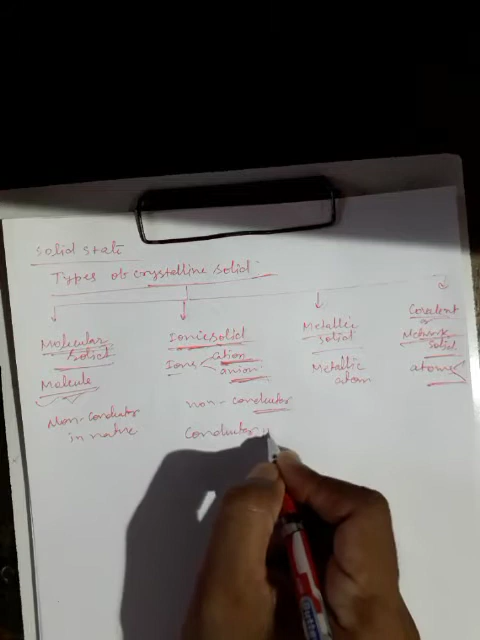 Solid state
Types ob crystalline solid
Molecular solid
Molecule
Non-Conductor in nature
Ionic solid
Ions cation anion
non-conductor
Conductor
Metallic solid
Metallic atom
Covalent or Network solid
atoms